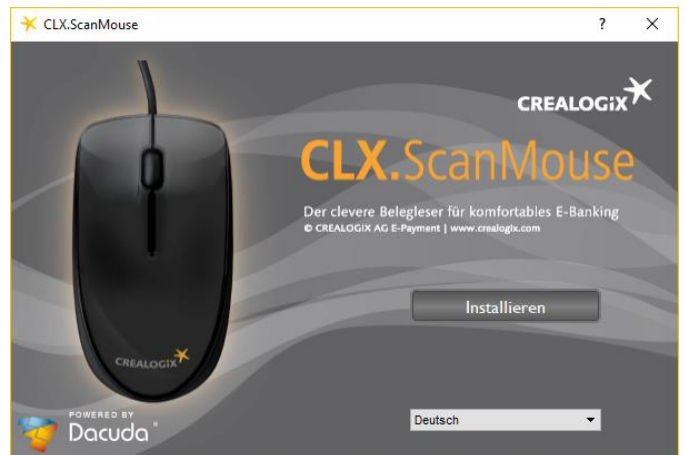 CLX.ScanMouse
CREALOGIX
CLX.ScanMouse
Der clevere Belegleser für komfortables E-Banking
© CREALOGIX AG E-Payment | www.crealogix.com
Installieren
CREALOGIX
POWERED BY
Dacuda
Deutsch